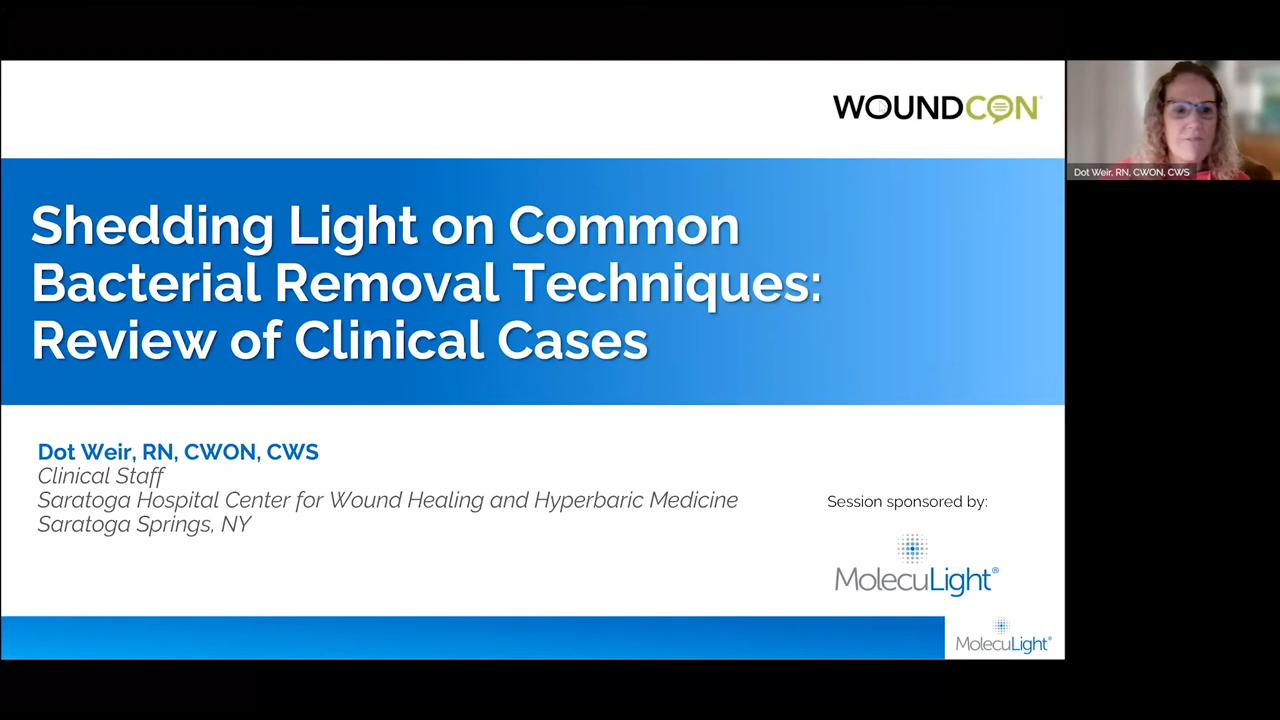 WOUNDCON
Shedding Light on Common
Bacterial Removal Techniques:
Review of Clinical Cases
Dot Weir, RN, CWON, CWS
Clinical Staff
Saratoga Hospital Center for Wound Healing and Hyperbaric Medicine
Saratoga Springs, NY
Session sponsored by:
MolecuLight®
MolecuLight®
Dot Weir, RN, CWON, CWS